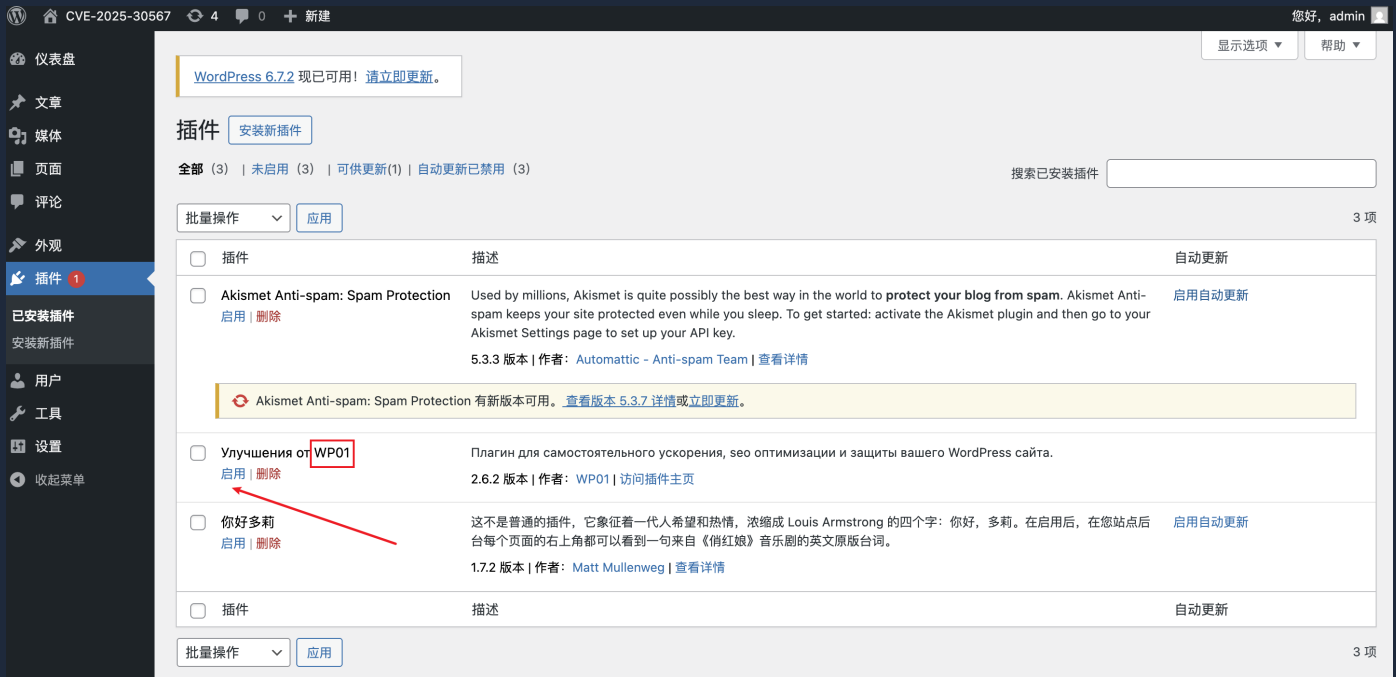 CVE-2025-30567 4 0 新建 您好，admin
显示选项 帮助
仪表盘
文章
媒体
页面
评论
外观
插件 1
已安装插件
安装新插件
用户
工具
设置
收起菜单
WordPress 6.7.2 现已可用！请立即更新。
插件 安装新插件
全部 (3) | 未启用 (3) | 可供更新(1) | 自动更新已禁用 (3)
搜索已安装插件
批量操作 应用 3 项
插件 描述 自动更新
Akismet Anti-spam: Spam Protection
启用 | 删除
Used by millions, Akismet is quite possibly the best way in the world to protect your blog from spam. Akismet Anti-
spam keeps your site protected even while you sleep. To get started: activate the Akismet plugin and then go to your
Akismet Settings page to set up your API key.
5.3.3 版本 | 作者： Automattic - Anti-spam Team | 查看详情
启用自动更新
Akismet Anti-spam: Spam Protection 有新版本可用。 查看版本 5.3.7 详情或立即更新。
Улучшения от WP01
启用 | 删除
Плагин для самостоятельного ускорения, seo оптимизации и защиты вашего WordPress сайта.
2.6.2 版本 | 作者： WP01 | 访问插件主页
你好多莉
启用 | 删除
这不是普通的插件，它象征着一代人希望和热情，浓缩成 Louis Armstrong 的四个字：你好，多莉。在启用后，在您站点后
台每个页面的右上角都可以看到一句来自《俏红娘》音乐剧的英文原版台词。
1.7.2 版本 | 作者： Matt Mullenweg | 查看详情
启用自动更新
插件 描述 自动更新
批量操作 应用 3 项